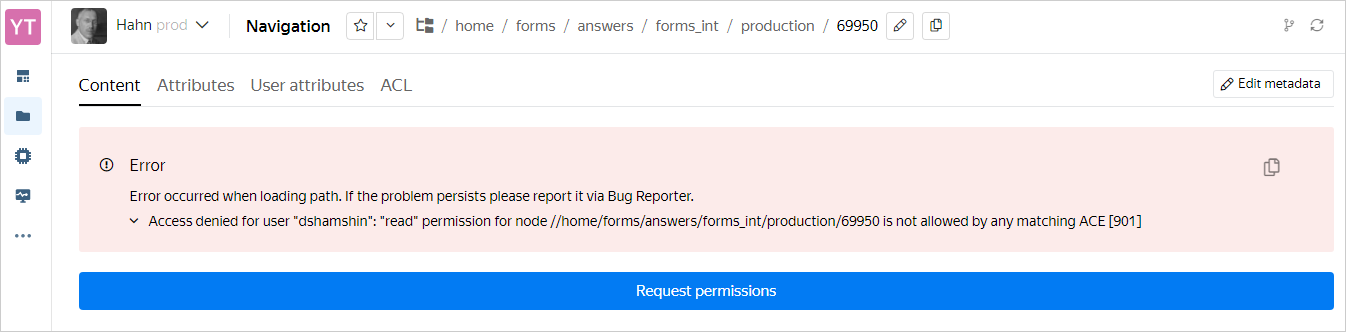 YT
Hahn prod
Navigation
/ home / forms / answers / forms_int / production / 69950
Content Attributes User attributes ACL
Edit metadata
Error
Error occurred when loading path. If the problem persists please report it via Bug Reporter.
Access denied for user "dshamshin": "read" permission for node //home/forms/answers/forms_int/production/69950 is not allowed by any matching ACE [901]
Request permissions